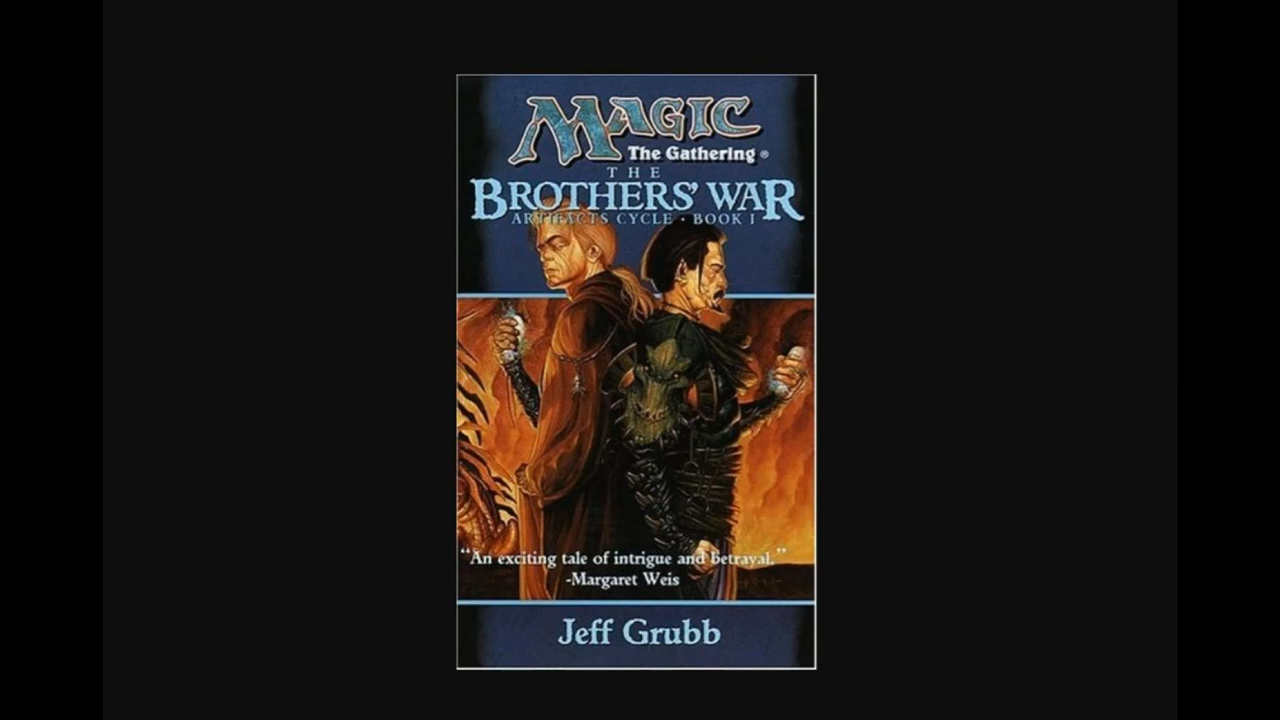 MAGIC
The Gathering®
THE
BROTHERS' WAR
ARTIFACTS CYCLE · BOOK I
“An exciting tale of intrigue and betrayal.”
-Margaret Weis
Jeff Grubb